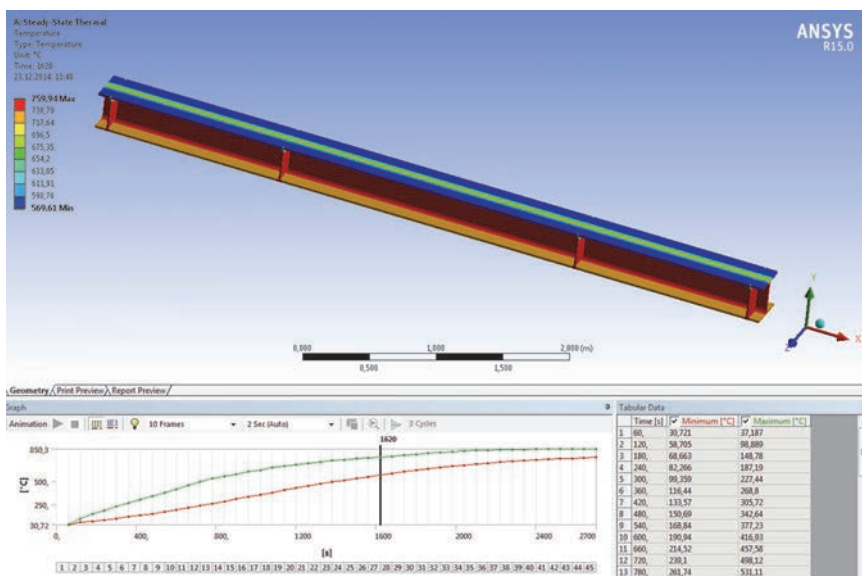 A: Steady-State Thermal
Temperature
Type: Temperature
Unit: °C
Time: 1620
23.12.2014. 13:48
ANSYS
R15.0
759,94 Max
738,79
717,64
696,5
675,35
654,2
633,05
611,91
590,76
569,61 Min
Y
X
Z
0,000 1,000 2,000 (m)
0,500 1,500
Geometry Print Preview Report Preview
Graph
Animation 10 Frames 2 Sec (Auto) 3 Cycles
1620
850,3
500,
250,
30,72
[°C]
0, 400, 800, 1200 1600 2000 2400 2700
[s]
1 2 3 4 5 6 7 8 9 10 11 12 13 14 15 16 17 18 19 20 21 22 23 24 25 26 27 28 29 30 31 32 33 34 35 36 37 38 39 40 41 42 43 44 45
Tabular Data
Time [s] Minimum [°C] Maximum [°C]
1 60, 30,721 37,187
2 120, 58,705 98,889
3 180, 68,663 148,78
4 240, 82,266 187,19
5 300, 99,359 227,44
6 360, 116,44 268,8
7 420, 133,57 305,72
8 480, 150,69 342,64
9 540, 168,84 377,23
10 600, 190,94 416,93
11 660, 214,52 457,58
12 720, 239,1 498,12
13 780, 261,74 531,11